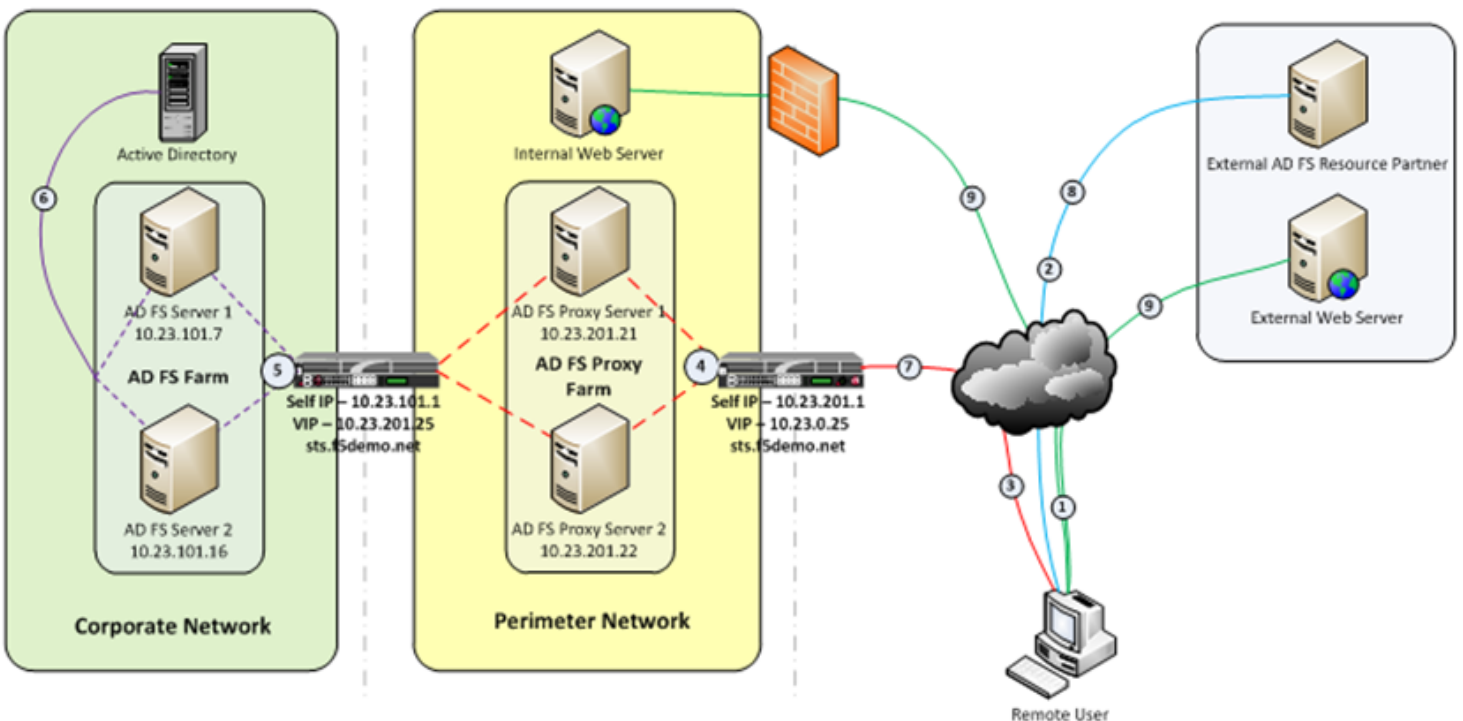 Active Directory
6
AD FS Server 1
10.23.101.7
AD FS Farm
AD FS Server 2
10.23.101.16
Corporate Network
5
Self IP – 10.23.101.1
VIP – 10.23.201.25
sts.f5demo.net
Internal Web Server
AD FS Proxy Server 1
10.23.201.21
AD FS Proxy
Farm
AD FS Proxy Server 2
10.23.201.22
Perimeter Network
4
Self IP – 10.23.201.1
VIP – 10.23.0.25
sts.f5demo.net
7
9
8
2
9
3
1
Remote User
External AD FS Resource Partner
External Web Server